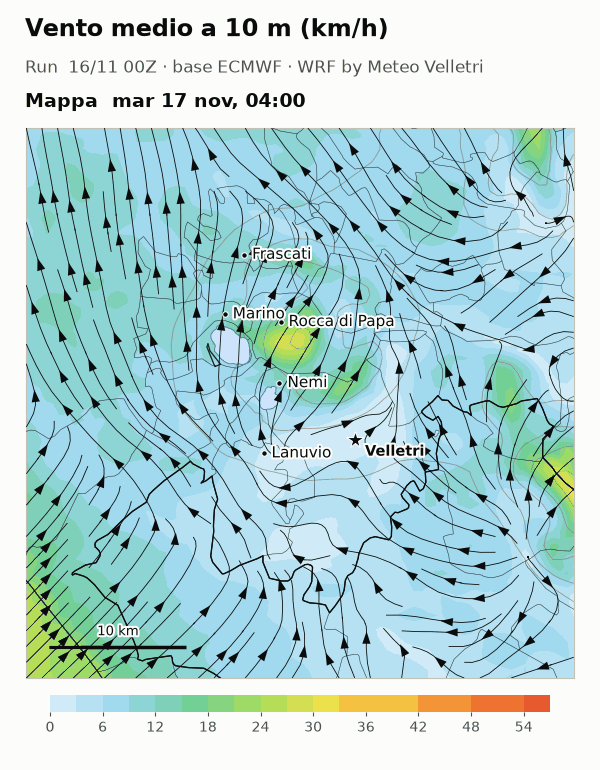 Vento medio a 10 m (km/h)
Run 16/11 00Z · base ECMWF · WRF by Meteo Velletri
Mappa mar 17 nov, 04:00
Frascati
Marino
Rocca di Papa
Nemi
Lanuvio
Velletri
10 km
0 6 12 18 24 30 36 42 48 54